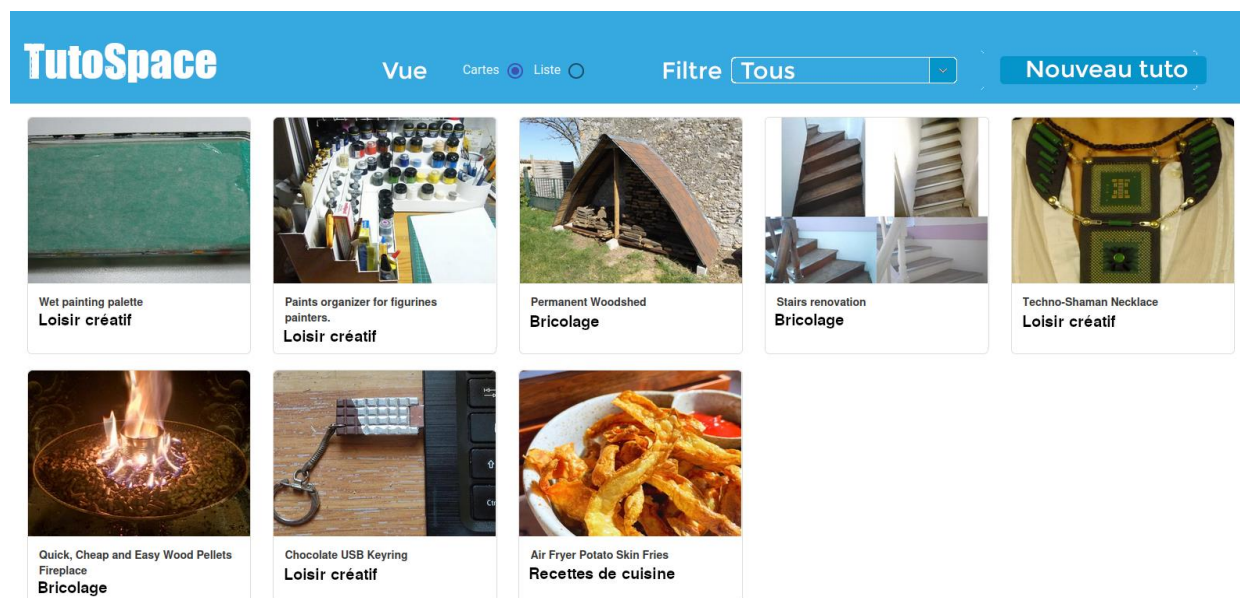 TutoSpace
Vue Cartes Liste Filtre Tous Nouveau tuto
Wet painting palette
Loisir créatif
Paints organizer for figurines
painters.
Loisir créatif
Permanent Woodshed
Bricolage
Stairs renovation
Bricolage
Techno-Shaman Necklace
Loisir créatif
Quick, Cheap and Easy Wood Pellets
Fireplace
Bricolage
Chocolate USB Keyring
Loisir créatif
Air Fryer Potato Skin Fries
Recettes de cuisine